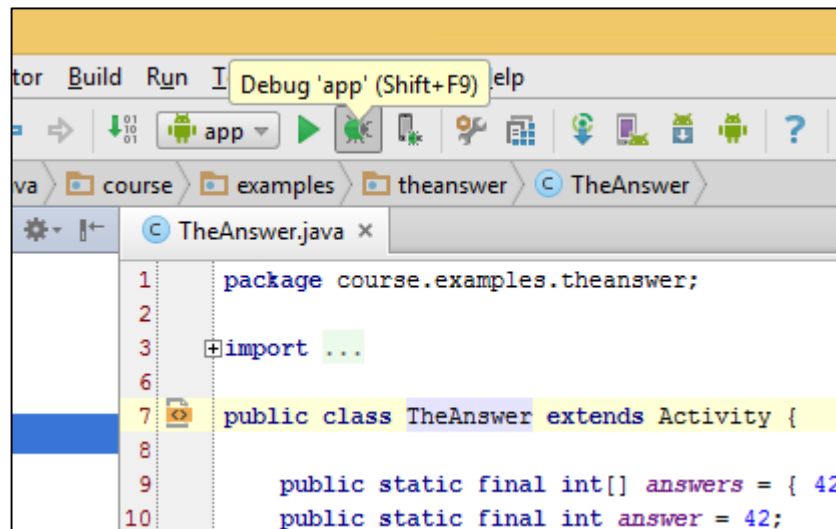 tor Build Run T elp
Debug 'app' (Shift+F9)
app ?
va course examples theanswer C TheAnswer
C TheAnswer.java ×
1 package course.examples.theanswer;
2
3 import ...
6
7 public class TheAnswer extends Activity {
8
9 public static final int[] answers = { 42
10 public static final int answer = 42;